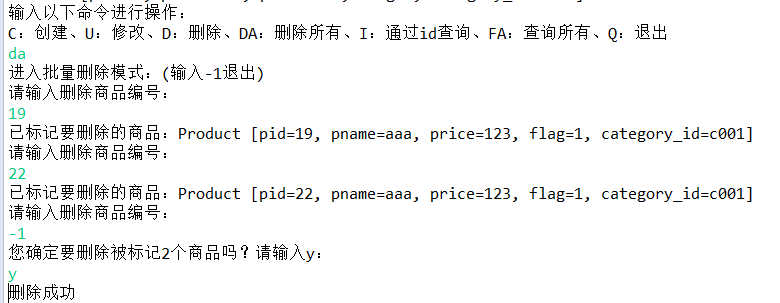 输入以下命令进行操作：
C：创建、U：修改、D：删除、DA：删除所有、I：通过id查询、FA：查询所有、Q：退出
da
进入批量删除模式：(输入-1退出)
请输入删除商品编号：
19
已标记要删除的商品：Product [pid=19, pname=aaa, price=123, flag=1, category_id=c001]
请输入删除商品编号：
22
已标记要删除的商品：Product [pid=22, pname=aaa, price=123, flag=1, category_id=c001]
请输入删除商品编号：
-1
您确定要删除被标记2个商品吗？请输入y：
y
删除成功